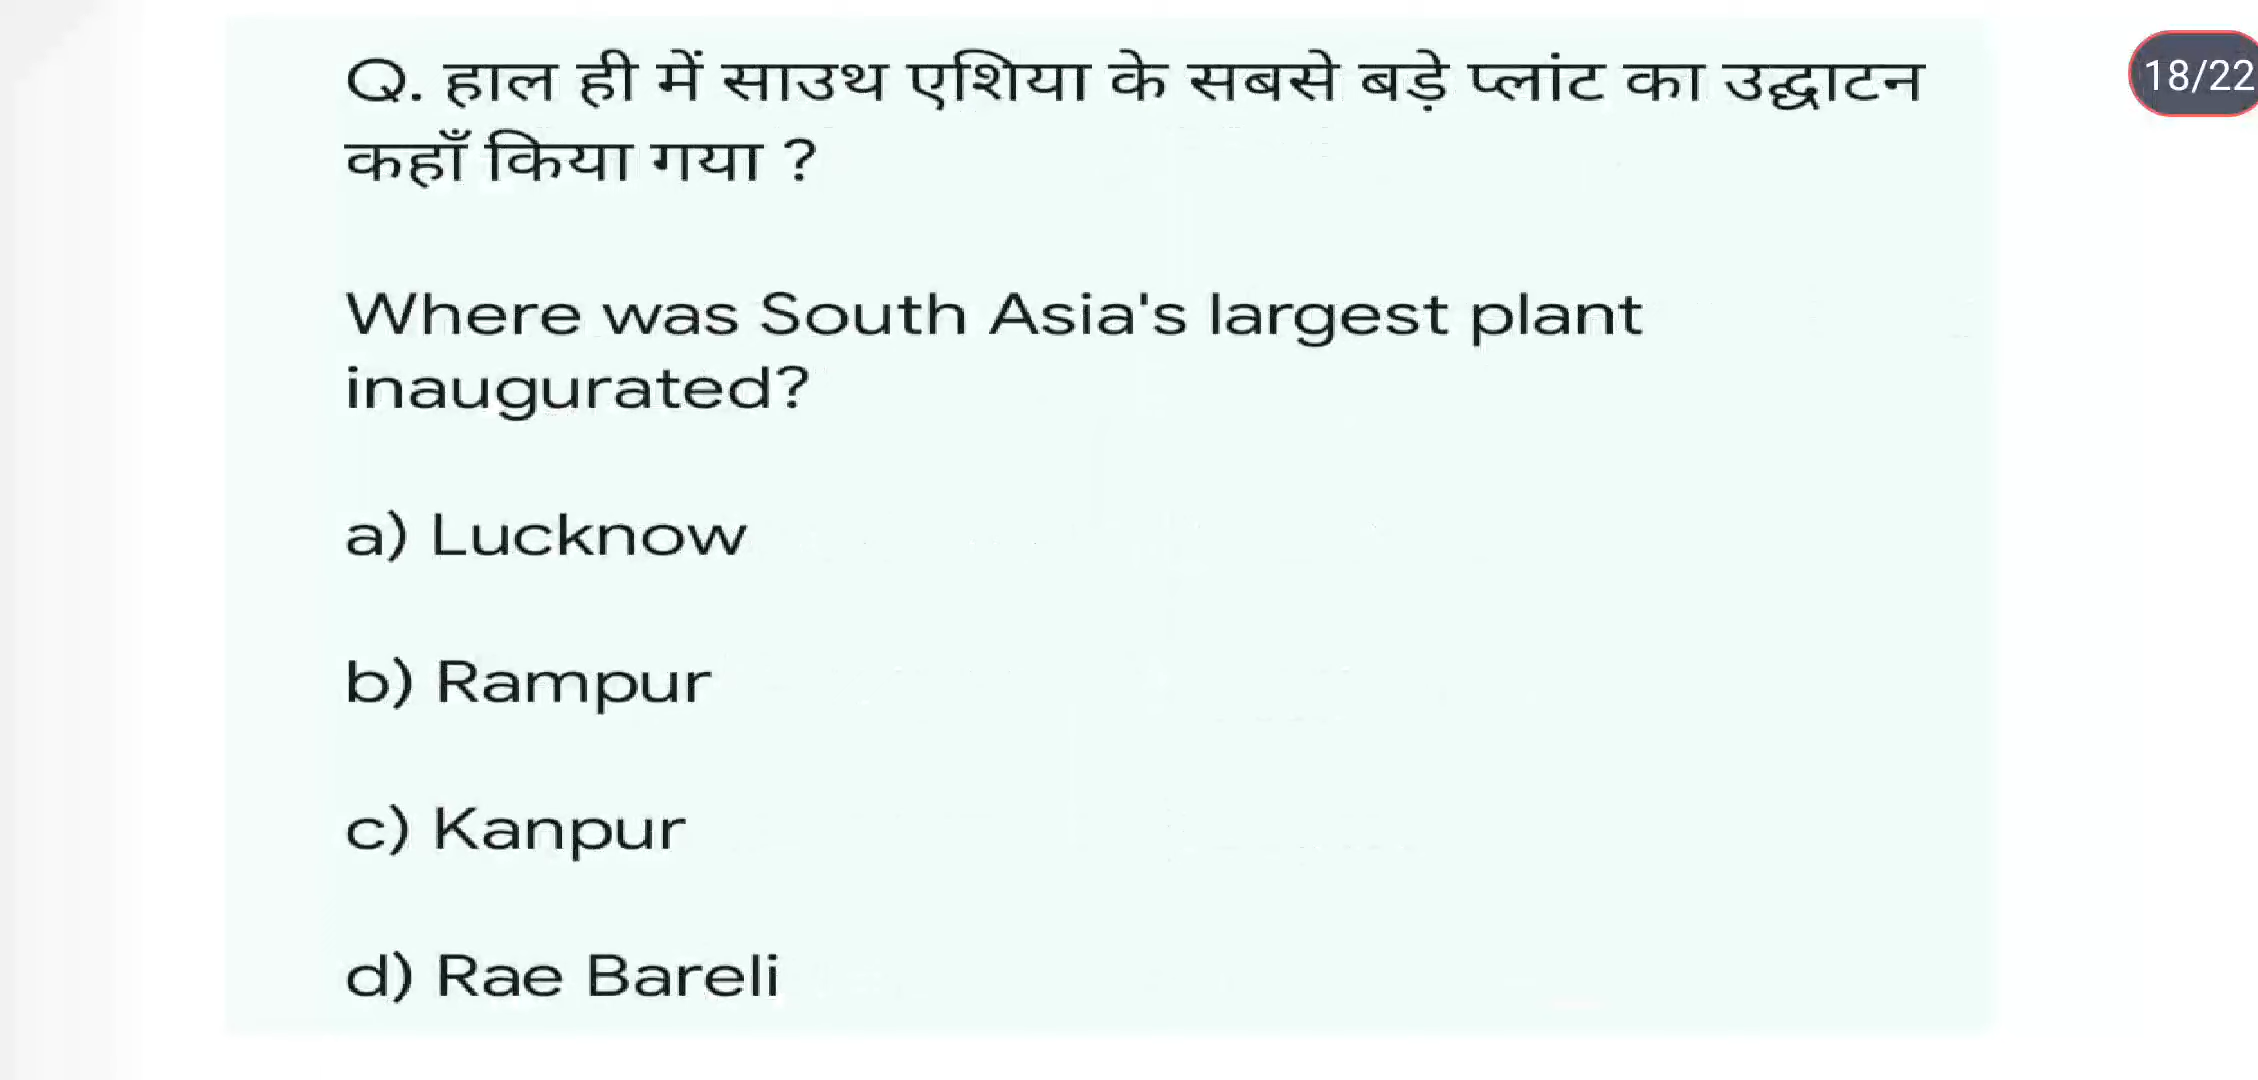 Q. हाल ही में साउथ एशिया के सबसे बड़े प्लांट का उद्घाटन
कहाँ किया गया ?
18/22
Where was South Asia's largest plant
inaugurated?
a) Lucknow
b) Rampur
c) Kanpur
d) Rae Bareli